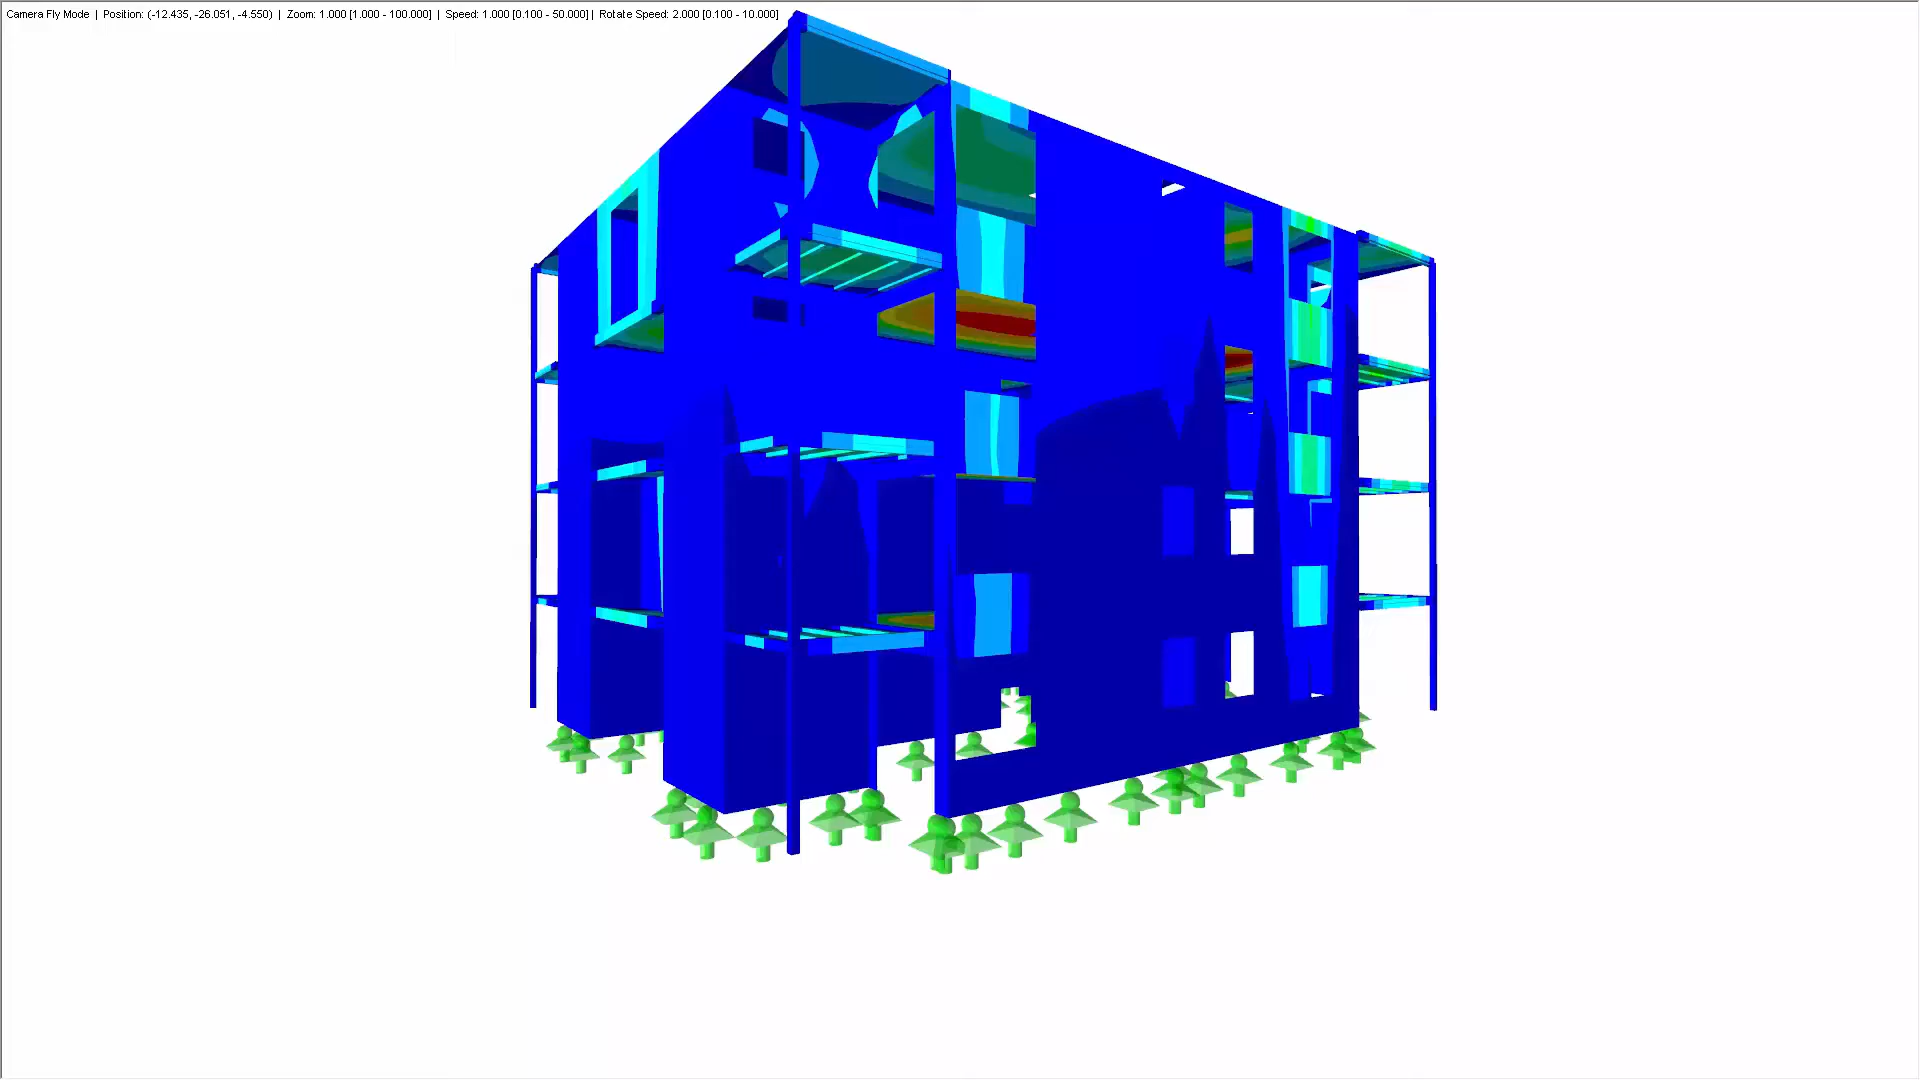 Camera Fly Mode | Position: (-12.435, -26.051, -4.550) | Zoom: 1.000 [1.000 - 100.000] | Speed: 1.000 [0.100 - 50.000] | Rotate Speed: 2.000 [0.100 - 10.000]